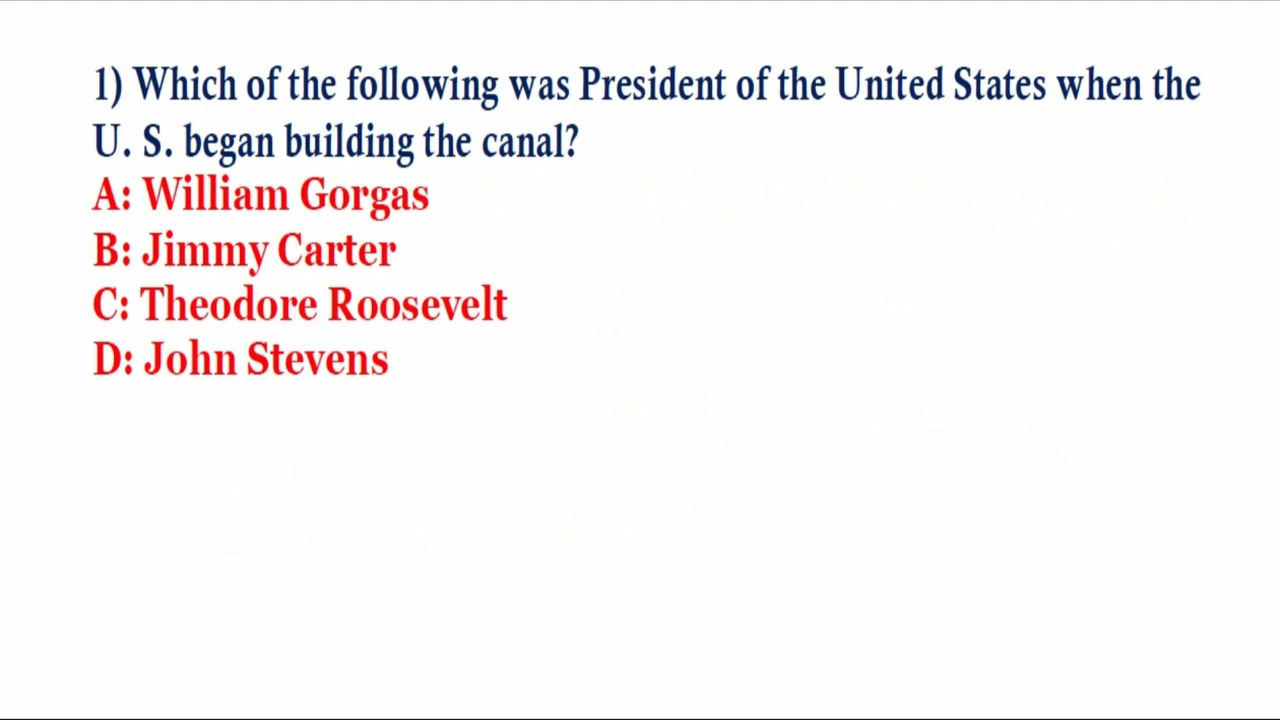 1) Which of the following was President of the United States when the
U. S. began building the canal?
A: William Gorgas
B: Jimmy Carter
C: Theodore Roosevelt
D: John Stevens